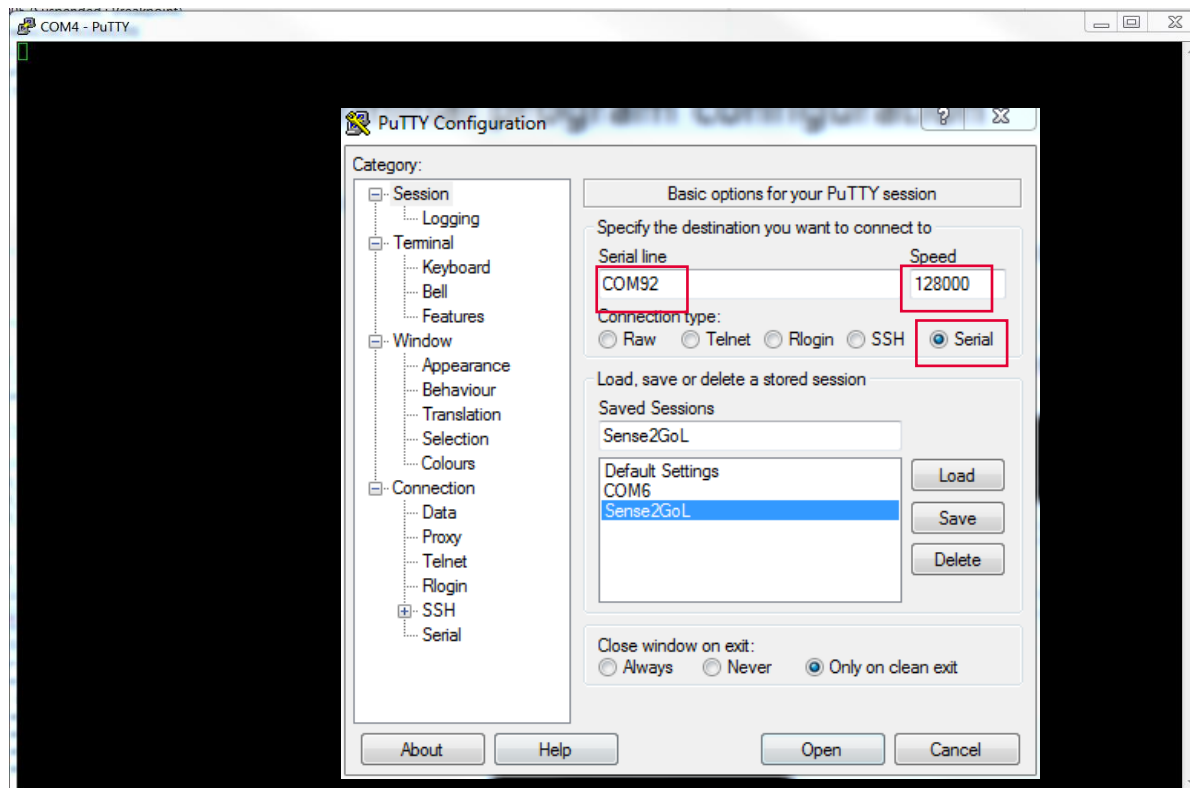 COM4 - PuTTY
PuTTY Configuration
Category:
Session
Logging
Terminal
Keyboard
Bell
Features
Window
Appearance
Behaviour
Translation
Selection
Colours
Connection
Data
Proxy
Telnet
Rlogin
SSH
Serial
Basic options for your PuTTY session
Specify the destination you want to connect to
Serial line Speed
COM92 128000
Connection type:
Raw Telnet Rlogin SSH Serial
Load, save or delete a stored session
Saved Sessions
Sense2GoL
Default Settings
COM6
Sense2GoL
Load
Save
Delete
Close window on exit:
Always Never Only on clean exit
About Help Open Cancel